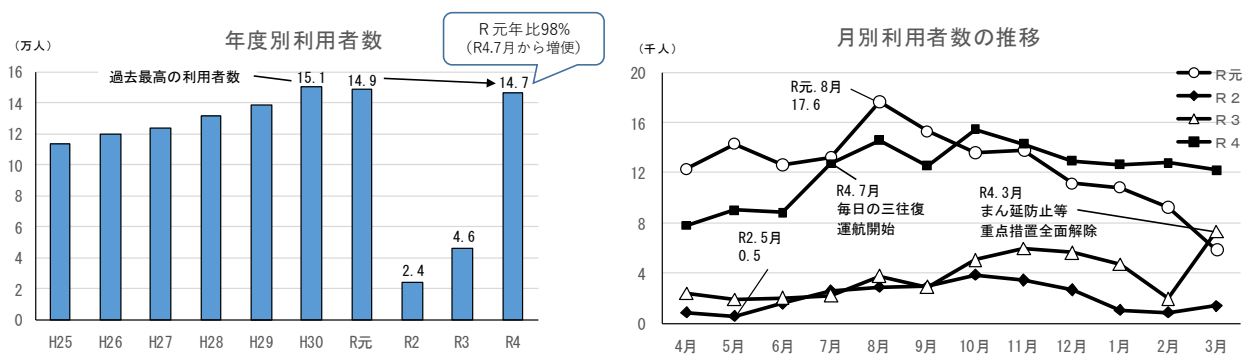 年度別利用者数
（万人）
Ｒ元年比98%
（R4.7月から増便）
過去最高の利用者数
15.1
14.9
14.7
2.4
4.6
16
14
12
10
8
6
4
2
0
H25
H26
H27
H28
H29
H30
R元
R2
R3
R4
月別利用者数の推移
（千人）
20
16
12
8
4
0
R元.8月
17.6
R4.7月
毎日の三往復
運航開始
R2.5月
0.5
R4.3月
まん延防止等
重点措置全面解除
Ｒ元
Ｒ２
Ｒ３
Ｒ４
4月
5月
6月
7月
8月
9月
10月
11月
12月
1月
2月
3月